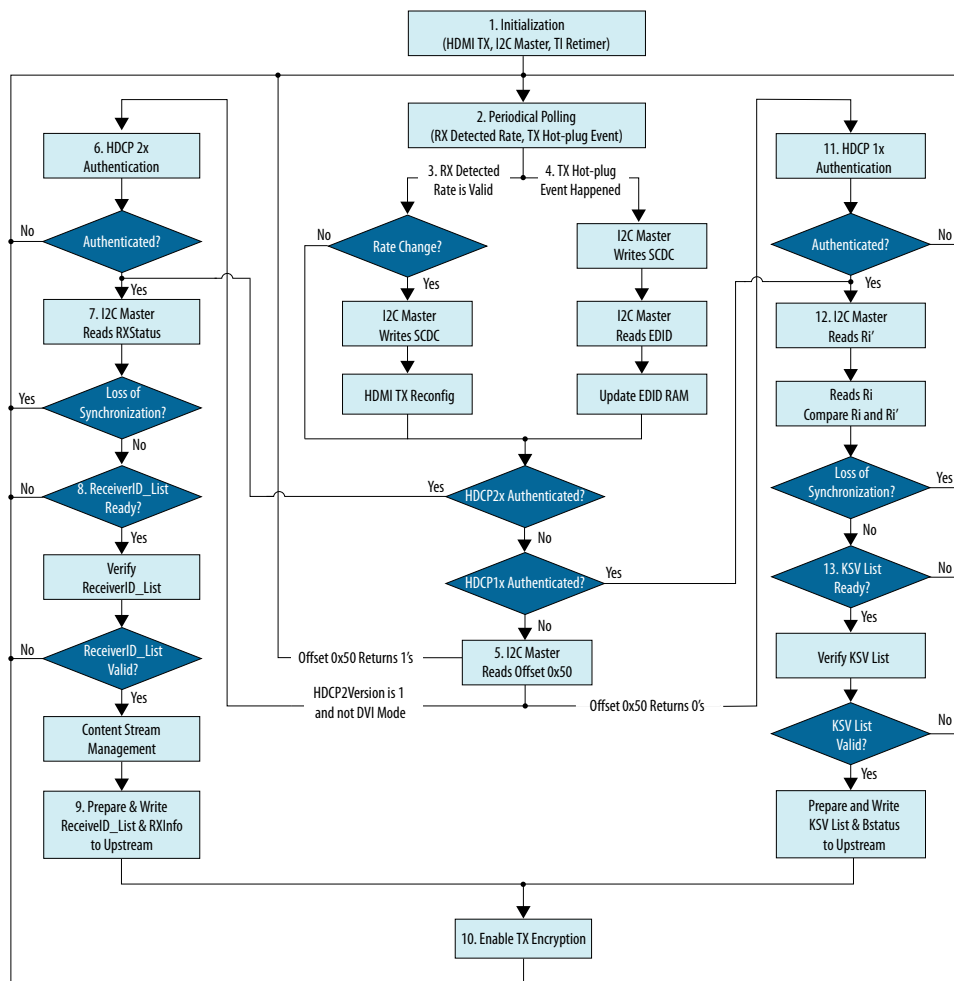 1. Initialization
(HDMI TX, I2C Master, TI Retimer)
2. Periodical Polling
(RX Detected Rate, TX Hot-plug Event)
3. RX Detected
Rate is Valid
4. TX Hot-plug
Event Happened
6. HDCP 2x
Authentication
Authenticated?
No
Yes
7. I2C Master
Reads RXStatus
Loss of
Synchronization?
Yes
No
8. ReceiverID_List
Ready?
No
Yes
Verify
ReceiverID_List
ReceiverID_List
Valid?
No
Yes
Content Stream
Management
9. Prepare & Write
ReceiveID_List & RXInfo
to Upstream
Rate Change?
No
Yes
I2C Master
Writes SCDC
HDMI TX Reconfig
I2C Master
Writes SCDC
I2C Master
Reads EDID
Update EDID RAM
HDCP2x Authenticated?
Yes
No
HDCP1x Authenticated?
Yes
No
5. I2C Master
Reads Offset 0x50
Offset 0x50 Returns 1's
HDCP2Version is 1
and not DVI Mode
Offset 0x50 Returns 0's
11. HDCP 1x
Authentication
Authenticated?
No
Yes
12. I2C Master
Reads Ri'
Reads Ri
Compare Ri and Ri'
Loss of
Synchronization?
Yes
No
13. KSV List
Ready?
No
Yes
Verify KSV List
KSV List
Valid?
No
Yes
Prepare and Write
KSV List & Bstatus
to Upstream
10. Enable TX Encryption